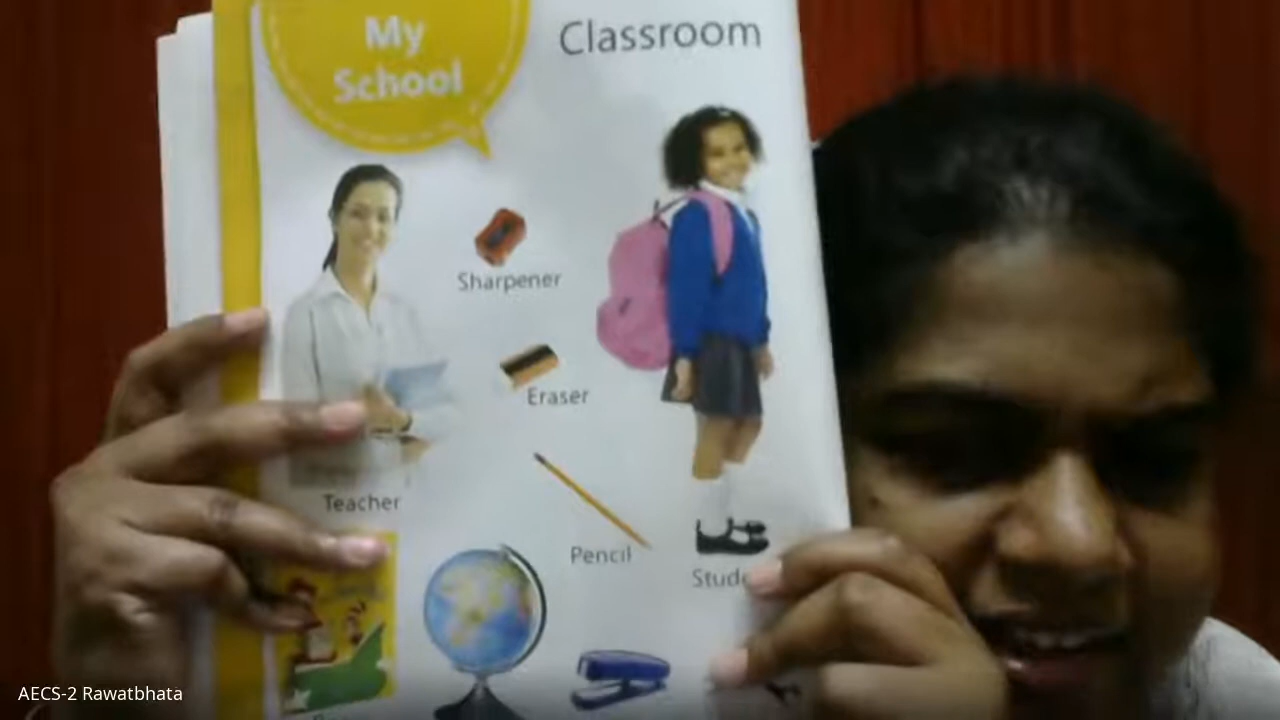 My
School
Classroom
Sharpener
Eraser
Teacher
Pencil
AECS-2 Rawatbhata